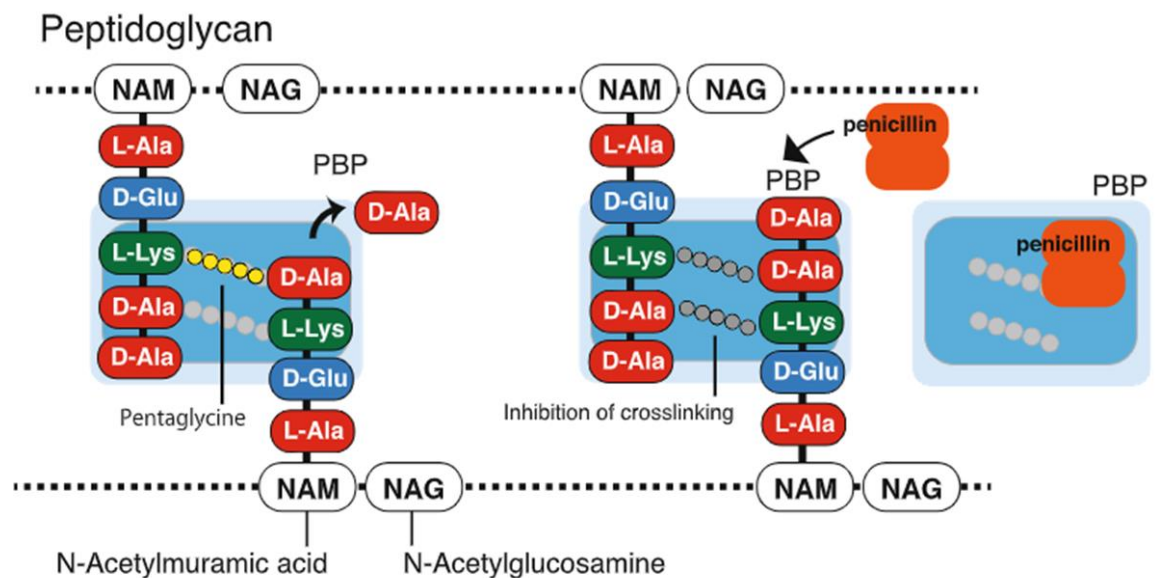 Peptidoglycan
NAM NAG
L-Ala
D-Glu
L-Lys
D-Ala
D-Ala
PBP
D-Ala
D-Ala
L-Lys
D-Glu
L-Ala
NAM NAG
Pentaglycine
N-Acetylmuramic acid
N-Acetylglucosamine
NAM NAG
L-Ala
D-Glu
L-Lys
D-Ala
D-Ala
penicillin
PBP
D-Ala
D-Ala
L-Lys
D-Glu
L-Ala
NAM NAG
Inhibition of crosslinking
PBP
penicillin